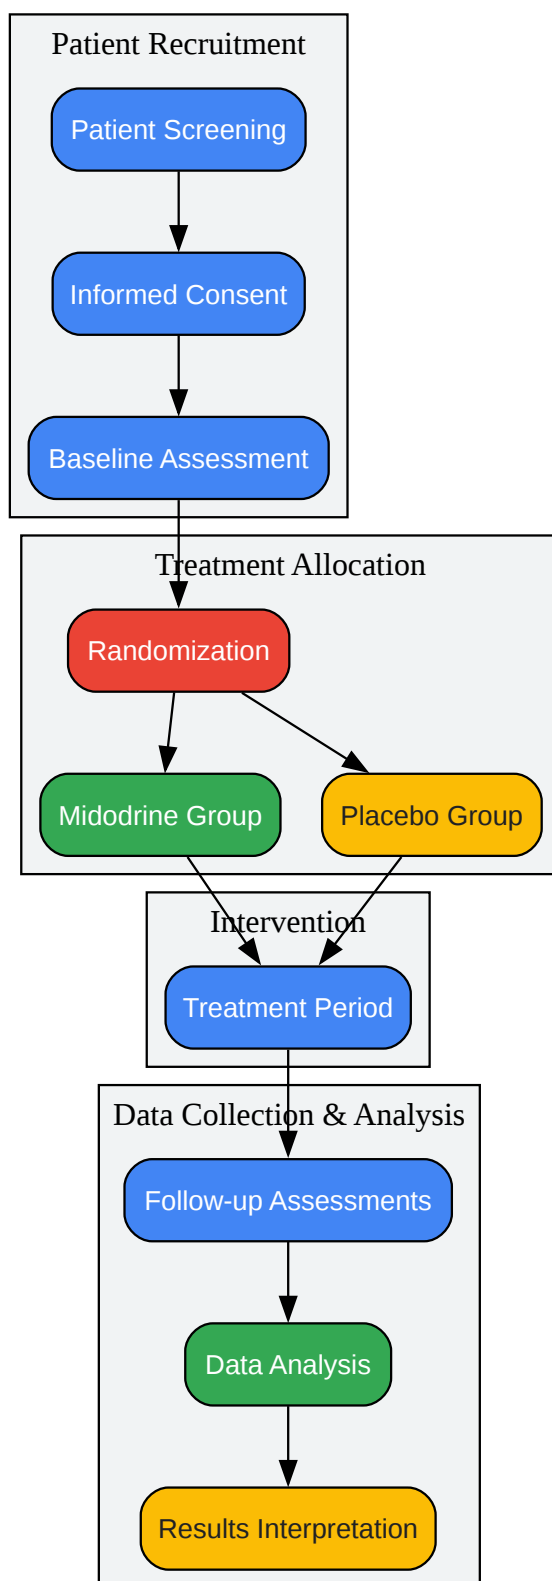 Patient Recruitment
Patient Screening
Informed Consent
Baseline Assessment
Treatment Allocation
Randomization
Midodrine Group
Placebo Group
Intervention
Treatment Period
Data Collection & Analysis
Follow-up Assessments
Data Analysis
Results Interpretation